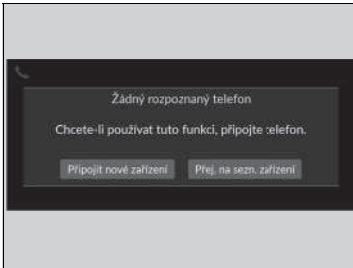 Žádný rozpoznaný telefon
Chcete-li používat tuto funkci, připojte :elefon.
Připojit nové zařízení Přej. na sezn. zařízení